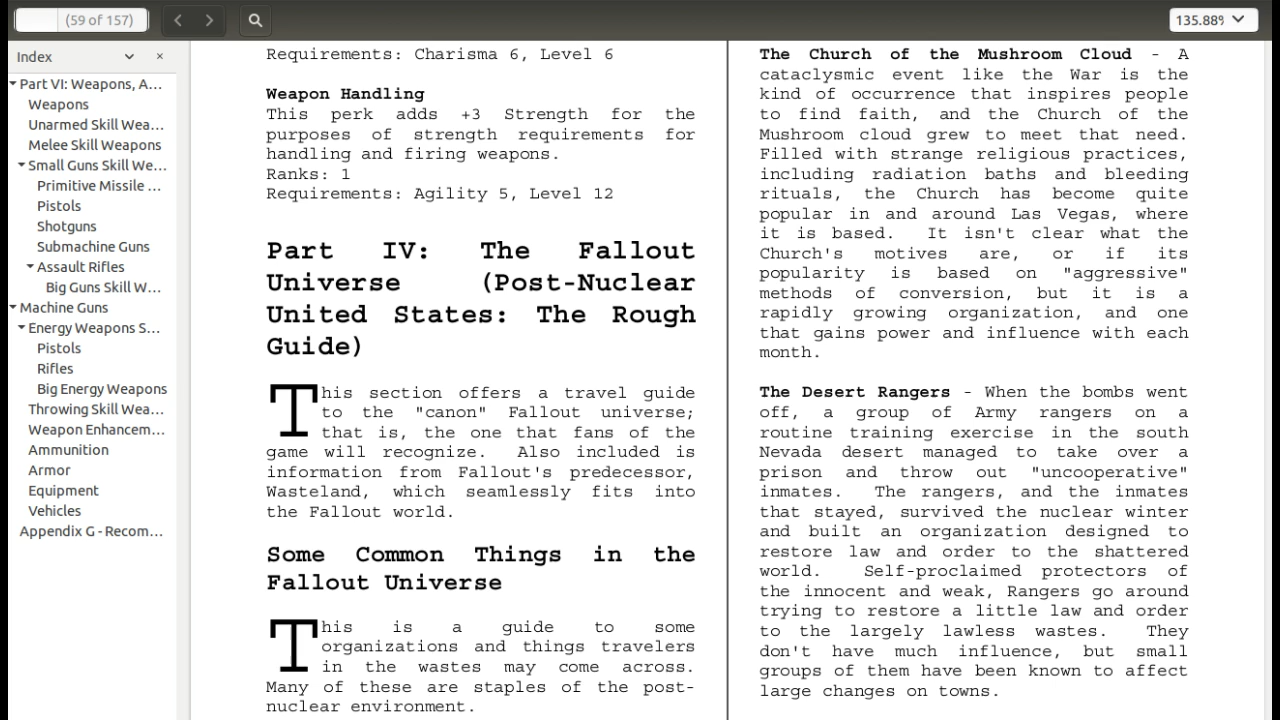 (59 of 157)
135.88%
Index
Part VI: Weapons, A...
Weapons
Unarmed Skill Wea...
Melee Skill Weapons
Small Guns Skill We...
Primitive Missile ...
Pistols
Shotguns
Submachine Guns
Assault Rifles
Big Guns Skill W...
Machine Guns
Energy Weapons S...
Pistols
Rifles
Big Energy Weapons
Throwing Skill Wea...
Weapon Enhancem...
Ammunition
Armor
Equipment
Vehicles
Appendix G - Recom...
Requirements: Charisma 6, Level 6
Weapon Handling
This perk adds +3 Strength for the
purposes of strength requirements for
handling and firing weapons.
Ranks: 1
Requirements: Agility 5, Level 12
Part IV: The Fallout
Universe (Post-Nuclear
United States: The Rough
Guide)
This section offers a travel guide
to the "canon" Fallout universe;
that is, the one that fans of the
game will recognize. Also included is
information from Fallout's predecessor,
Wasteland, which seamlessly fits into
the Fallout world.
Some Common Things in the
Fallout Universe
This is a guide to some
organizations and things travelers
in the wastes may come across.
Many of these are staples of the post-
nuclear environment.
The Church of the Mushroom Cloud - A
cataclysmic event like the War is the
kind of occurrence that inspires people
to find faith, and the Church of the
Mushroom cloud grew to meet that need.
Filled with strange religious practices,
including radiation baths and bleeding
rituals, the Church has become quite
popular in and around Las Vegas, where
it is based. It isn't clear what the
Church's motives are, or if its
popularity is based on "aggressive"
methods of conversion, but it is a
rapidly growing organization, and one
that gains power and influence with each
month.
The Desert Rangers - When the bombs went
off, a group of Army rangers on a
routine training exercise in the south
Nevada desert managed to take over a
prison and throw out "uncooperative"
inmates. The rangers, and the inmates
that stayed, survived the nuclear winter
and built an organization designed to
restore law and order to the shattered
world. Self-proclaimed protectors of
the innocent and weak, Rangers go around
trying to restore a little law and order
to the largely lawless wastes. They
don't have much influence, but small
groups of them have been known to affect
large changes on towns.